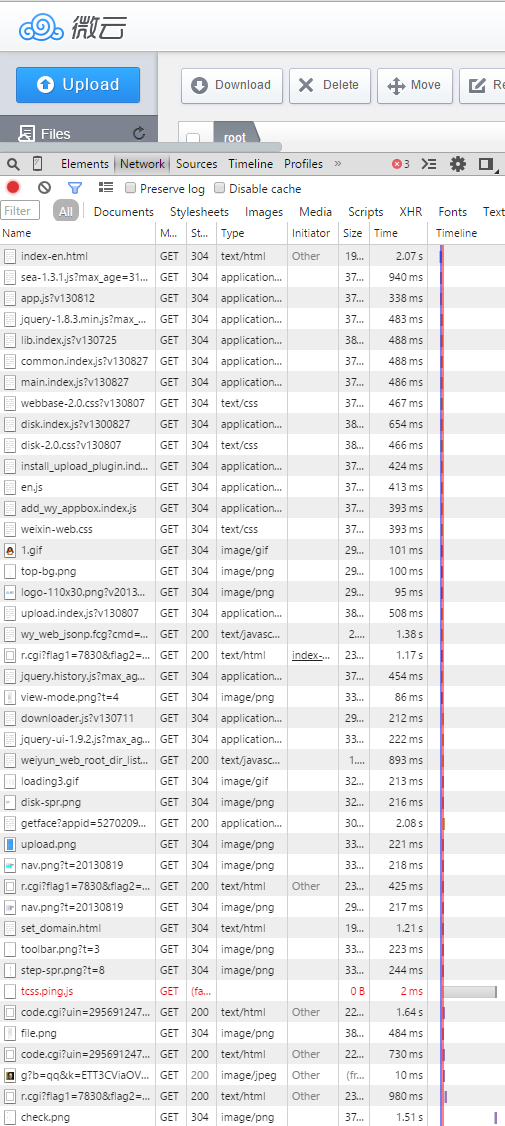 微云
Upload
Download Delete Move Re
Files
root
Elements Network Sources Timeline Profiles » 3
Preserve log Disable cache
Filter All Documents Stylesheets Images Media Scripts XHR Fonts Text
Name M... St... Type Initiator Size Time Timeline
index-en.html GET 304 text/html Other 19... 2.07 s
sea-1.3.1.js?max_age=31... GET 304 application... 37... 940 ms
app.js?v130812 GET 304 application... 37... 338 ms
jquery-1.8.3.min.js?max_... GET 304 application... 37... 483 ms
lib.index.js?v130725 GET 304 application... 38... 488 ms
common.index.js?v130827 GET 304 application... 37... 488 ms
main.index.js?v130827 GET 304 application... 37... 486 ms
webbase-2.0.css?v130807 GET 304 text/css 37... 467 ms
disk.index.js?v1300827 GET 304 application... 38... 654 ms
disk-2.0.css?v130807 GET 304 text/css 38... 466 ms
install_upload_plugin.ind... GET 304 application... 37... 424 ms
en.js GET 304 application... 37... 413 ms
add_wy_appbox.index.js GET 304 application... 37... 393 ms
weixin-web.css GET 304 text/css 37... 393 ms
1.gif GET 304 image/gif 29... 101 ms
top-bg.png GET 304 image/png 29... 100 ms
logo-110x30.png?v2013... GET 304 image/png 29... 95 ms
upload.index.js?v130807 GET 304 application... 38... 508 ms
wy_web_jsonp.fcg?cmd=... GET 200 text/javasc... 2.... 1.38 s
r.cgi?flag1=7830&flag2=... GET 200 text/html index-... 23... 1.17 s
jquery.history.js?max_ag... GET 304 application... 37... 454 ms
view-mode.png?t=4 GET 304 image/png 33... 86 ms
downloader.js?v130711 GET 304 application... 29... 212 ms
jquery-ui-1.9.2.js?max_ag... GET 304 application... 33... 222 ms
weiyun_web_root_dir_list... GET 200 text/javasc... 1.... 893 ms
loading3.gif GET 304 image/gif 32... 213 ms
disk-spr.png GET 304 image/png 32... 216 ms
getface?appid=5270209... GET 200 application... 30... 2.08 s
upload.png GET 304 image/png 33... 221 ms
nav.png?t=20130819 GET 304 image/png 33... 218 ms
r.cgi?flag1=7830&flag2=... GET 200 text/html Other 23... 425 ms
nav.png?t=20130819 GET 304 image/png 29... 217 ms
set_domain.html GET 304 text/html 19... 1.21 s
toolbar.png?t=3 GET 304 image/png 33... 223 ms
step-spr.png?t=8 GET 304 image/png 33... 244 ms
tcss.ping.js GET (fa... 0 B 2 ms
code.cgi?uin=295691247... GET 200 text/html Other 22... 1.64 s
file.png GET 304 image/png 38... 484 ms
code.cgi?uin=295691247... GET 200 text/html Other 22... 730 ms
g?b=qq&k=ETT3CViaOV... GET 200 image/jpeg Other (fr... 10 ms
r.cgi?flag1=7830&flag2=... GET 200 text/html Other 23... 980 ms
check.png GET 304 image/png 37... 1.51 s